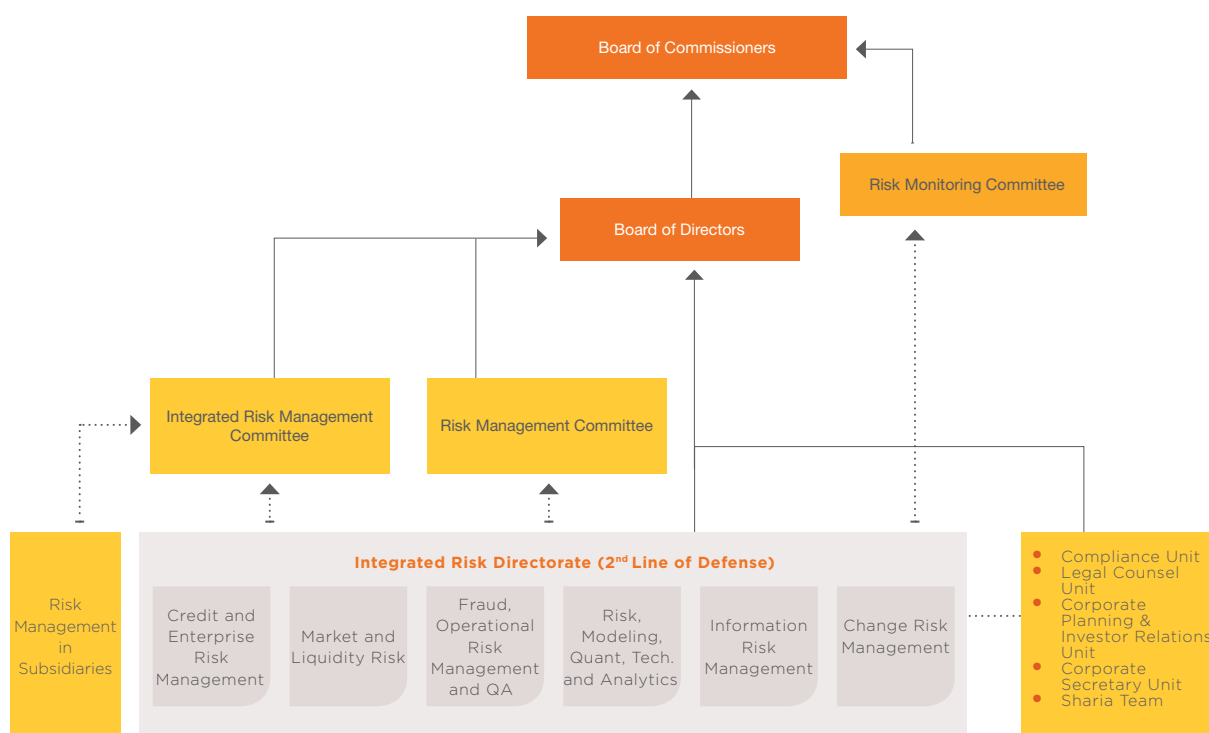 Board of Commissioners
Risk Monitoring Committee
Board of Directors
Integrated Risk Management
Committee
Risk Management Committee
Risk
Management
in
Subsidiaries
Integrated Risk Directorate (2nd Line of Defense)
Credit and
Enterprise
Risk
Management
Market and
Liquidity Risk
Fraud,
Operational
Risk
Management
and QA
Risk,
Modeling,
Quant, Tech.
and Analytics
Information
Risk
Management
Change Risk
Management
Compliance Unit
Legal Counsel
Unit
Corporate
Planning &
Investor Relations
Unit
Corporate
Secretary Unit
Sharia Team